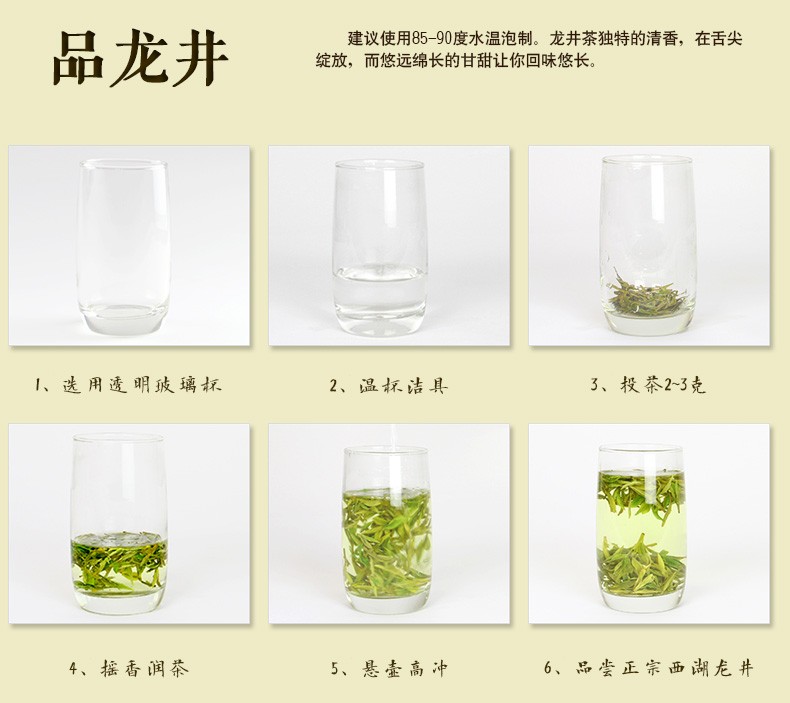 品龙井
建议使用85-90度水温泡制。龙井茶独特的清香，在舌尖
绽放，而悠远绵长的甘甜让你回味悠长。
1、选用透明玻璃杯
2、温杯洁具
3、投茶2~3克
4、摇香润茶
5、悬壶高冲
6、品尝正宗西湖龙井